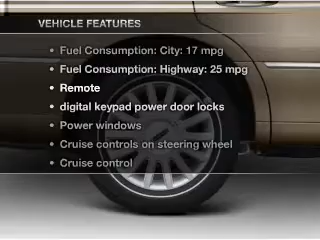 VEHICLE FEATURES
• Fuel Consumption: City: 17 mpg
• Fuel Consumption: Highway: 25 mpg
• Remote
• digital keypad power door locks
• Power windows
• Cruise controls on steering wheel
• Cruise control